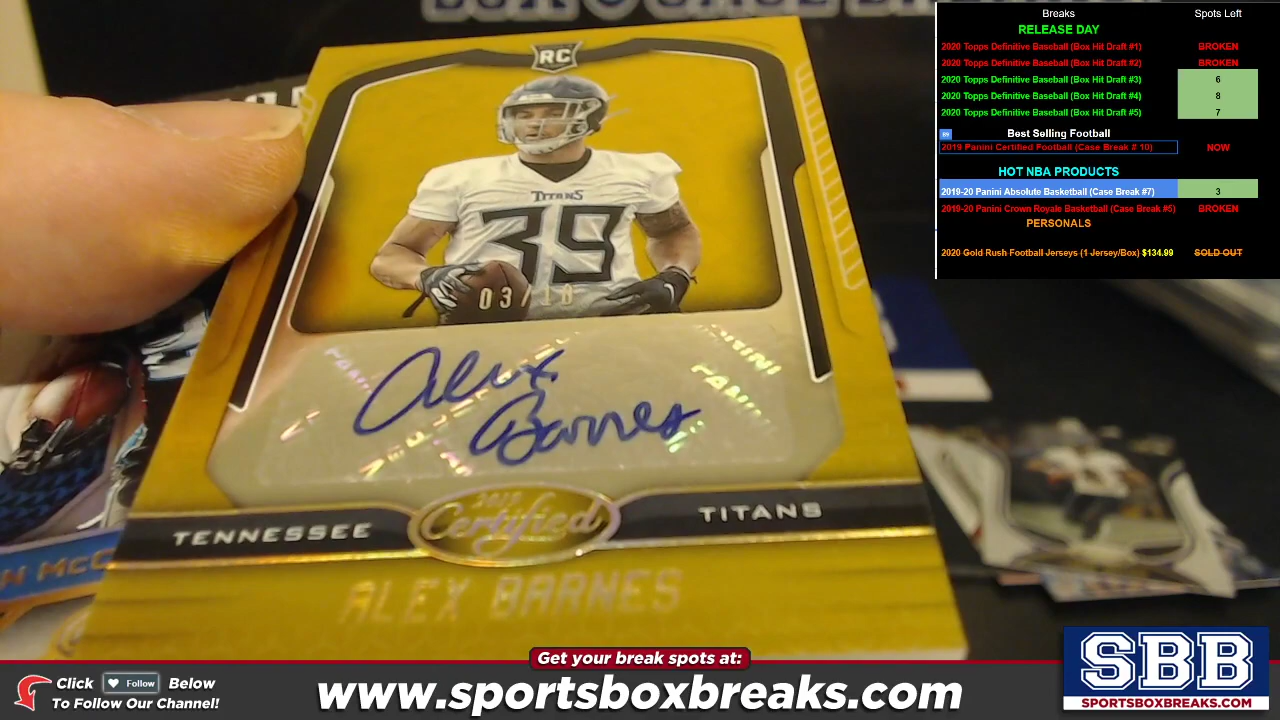 Breaks Spots Left
RELEASE DAY
2020 Topps Definitive Baseball (Box Hit Draft #1) BROKEN
2020 Topps Definitive Baseball (Box Hit Draft #2) BROKEN
2020 Topps Definitive Baseball (Box Hit Draft #3) 6
2020 Topps Definitive Baseball (Box Hit Draft #4) 8
2020 Topps Definitive Baseball (Box Hit Draft #5) 7
89 Best Selling Football
2019 Panini Certified Football (Case Break # 10) NOW
HOT NBA PRODUCTS
2019-20 Panini Absolute Basketball (Case Break #7) 3
2019-20 Panini Crown Royale Basketball (Case Break #5) BROKEN
PERSONALS
2020 Gold Rush Football Jerseys (1 Jersey/Box) $134.99 SOLD OUT
RC
TITANS
39
03/10
PANINI
Alex
Barnes
2019
TENNESSEE Certified TITANS
ALEX BARNES
N MCC
Get your break spots at:
Click Follow Below
To Follow Our Channel!
www.sportsboxbreaks.com
SBB
SPORTSBOXBREAKS.COM